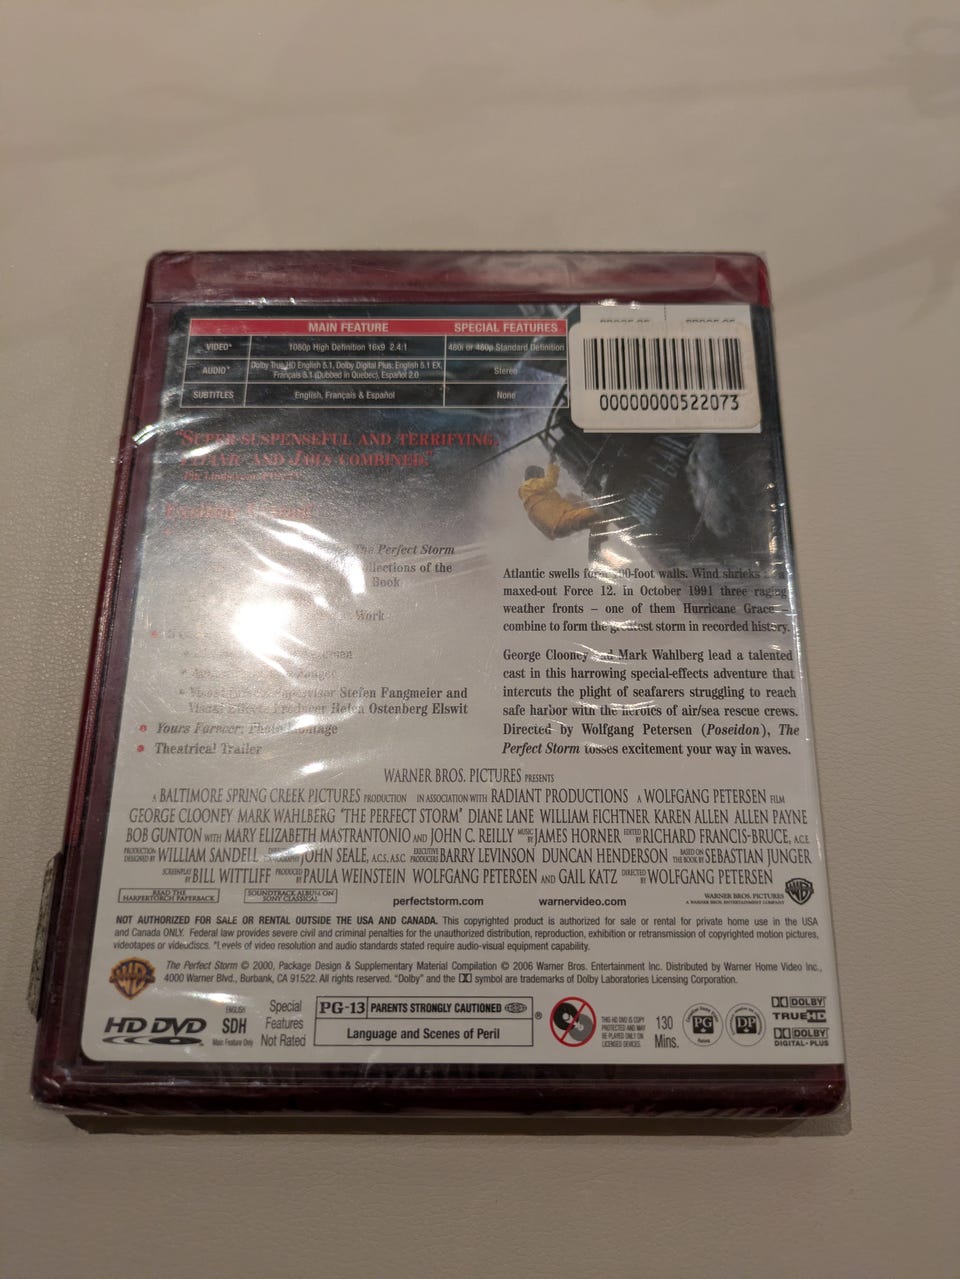 MAIN FEATURE SPECIAL FEATURES
VIDEO* 1080p High Definition 16x9 2.4:1 480i or 480p Standard Definition
AUDIO* Dolby TrueHD English 5.1, Dolby Digital Plus: English 5.1 EX, Français 5.1 (Dubbed in Quebec), Español 2.0 Stereo
SUBTITLES English, Français & Español None
00000000522073
"SUPER-SUSPENSEFUL AND TERRIFYING,
TITANIC AND JAWS COMBINED."
The Perfect Storm
of the
Book
Work
Supervisor Stefen Fangmeier and
Visual Effects Producer Helen Ostenberg Elswit
Yours Forever: Photo Montage
Theatrical Trailer
Atlantic swells form 100-foot walls. Wind shrieks a
maxed-out Force 12. in October 1991 three raging
weather fronts – one of them Hurricane Grace –
combine to form the greatest storm in recorded history.
George Clooney and Mark Wahlberg lead a talented
cast in this harrowing special-effects adventure that
intercuts the plight of seafarers struggling to reach
safe harbor with the heroics of air/sea rescue crews.
Directed by Wolfgang Petersen (Poseidon), The
Perfect Storm tosses excitement your way in waves.
WARNER BROS. PICTURES PRESENTS
A BALTIMORE SPRING CREEK PICTURES PRODUCTION IN ASSOCIATION WITH RADIANT PRODUCTIONS A WOLFGANG PETERSEN FILM
GEORGE CLOONEY MARK WAHLBERG "THE PERFECT STORM" DIANE LANE WILLIAM FICHTNER KAREN ALLEN ALLEN PAYNE
BOB GUNTON WITH MARY ELIZABETH MASTRANTONIO AND JOHN C. REILLY MUSIC BY JAMES HORNER EDITED BY RICHARD FRANCIS-BRUCE, A.C.E.
PRODUCTION DESIGNED BY WILLIAM SANDELL JOHN SEALE, A.C.S, A.S.C. EXECUTIVE PRODUCERS BARRY LEVINSON DUNCAN HENDERSON BASED ON THE BOOK BY SEBASTIAN JUNGER
SCREENPLAY BY BILL WITTLIFF PRODUCED BY PAULA WEINSTEIN WOLFGANG PETERSEN AND GAIL KATZ DIRECTED BY WOLFGANG PETERSEN
READ THE HARPERTORCH PAPERBACK SOUNDTRACK ALBUM ON SONY CLASSICAL perfectstorm.com warnervideo.com WARNER BROS. PICTURES
A WARNER BROS. ENTERTAINMENT COMPANY
NOT AUTHORIZED FOR SALE OR RENTAL OUTSIDE THE USA AND CANADA. This copyrighted product is authorized for sale or rental for private home use in the USA
and Canada ONLY. Federal law provides severe civil and criminal penalties for the unauthorized distribution, reproduction, exhibition or retransmission of copyrighted motion pictures,
videotapes or videodiscs. *Levels of video resolution and audio standards stated require audio-visual equipment capability.
The Perfect Storm © 2000, Package Design & Supplementary Material Compilation © 2006 Warner Bros. Entertainment Inc. Distributed by Warner Home Video Inc.,
4000 Warner Blvd., Burbank, CA 91522. All rights reserved. "Dolby" and the symbol are trademarks of Dolby Laboratories Licensing Corporation.
HD DVD
ENGLISH
SDH
Main Feature Only
Special
Features
Not Rated
PG-13 PARENTS STRONGLY CAUTIONED ®
Language and Scenes of Peril
THIS HD DVD IS COPY
PROTECTED AND MAY
BE PLAYED ONLY ON
LICENSED DEVICES.
130
Mins.
PG
DP
DOLBY
TRUEHD
DOLBY
DIGITAL-PLUS